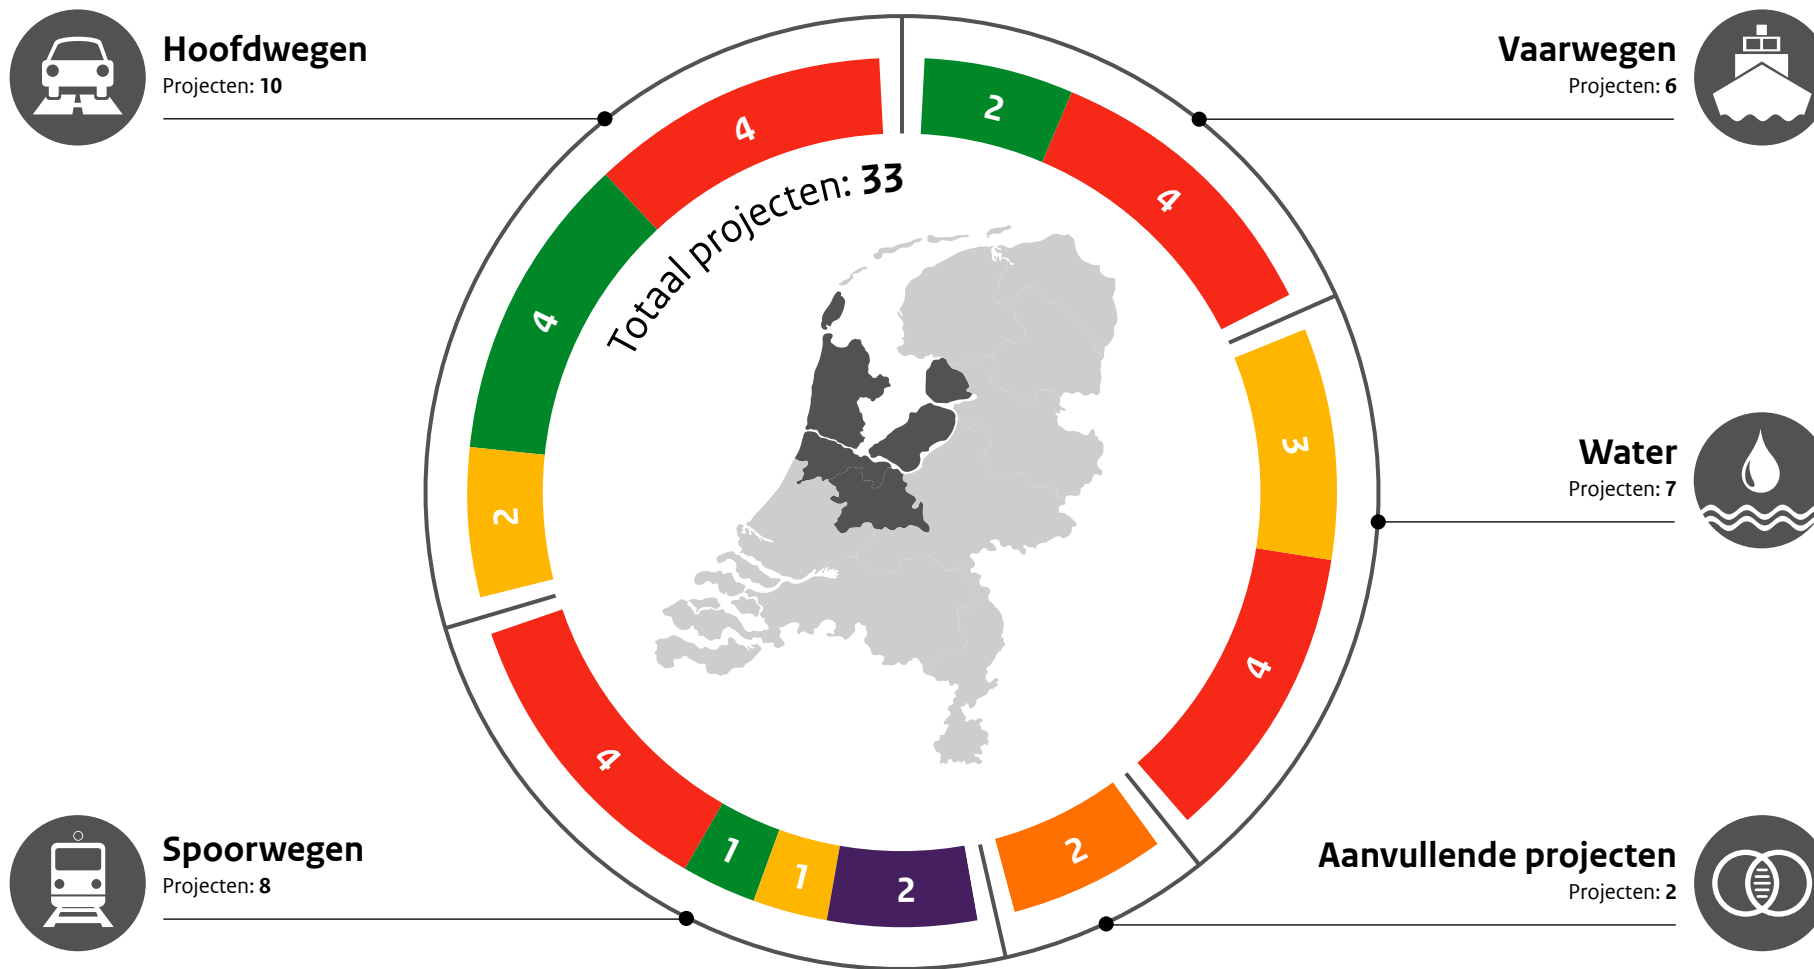 Hoofdwegen
Projecten: 10
Vaarwegen
Projecten: 6
Water
Projecten: 7
Aanvullende projecten
Projecten: 2
Spoorwegen
Projecten: 8
Totaal projecten: 33
2
4
3
4
2
2
1
1
4
2
4
4